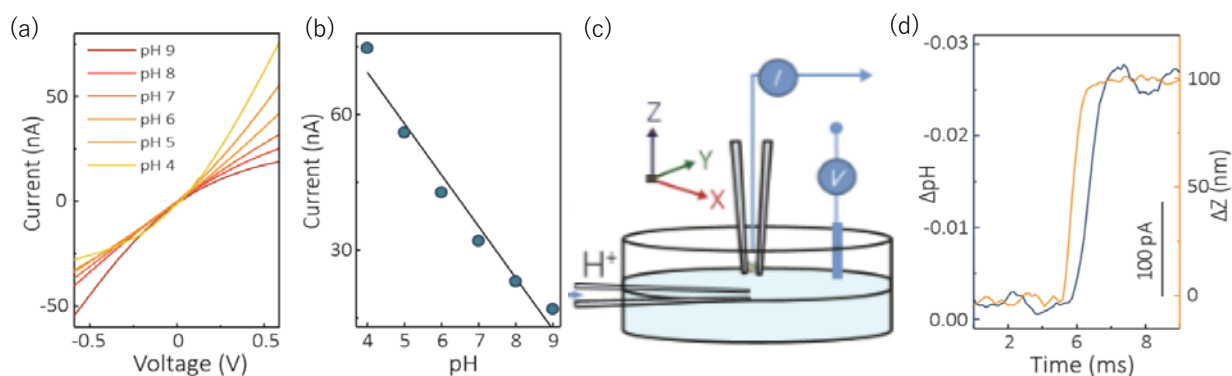 (a)
75
50
0
-50
-0.5
0
0.5
Current (nA)
Voltage (V)
pH 9
pH 8
pH 7
pH 6
pH 5
pH 4
(b)
60
30
4 5 6 7 8 9
Current (nA)
pH
(c)
I
Z
Y
X
V
H⁺
(d)
-0.03
-0.02
-0.01
0.00
ΔpH
100
50
0
ΔZ (nm)
100 pA
2 4 6 8
Time (ms)